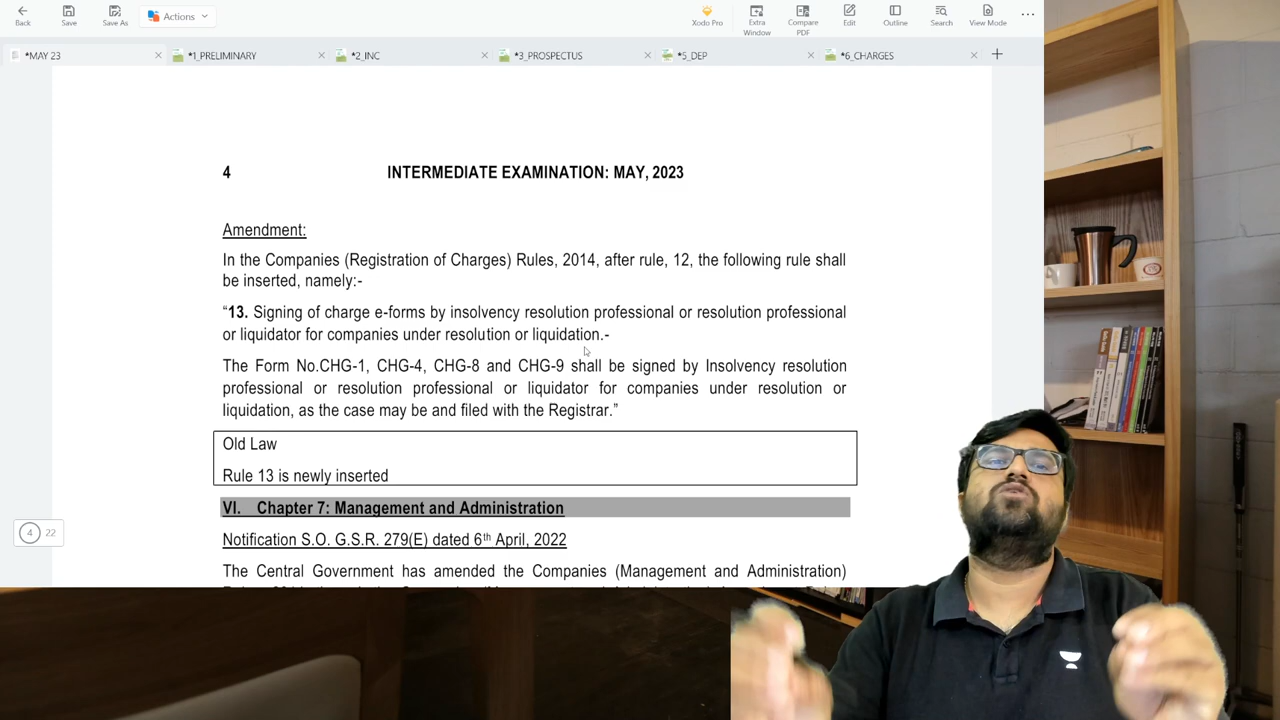 Back
Save
Save As
Actions
Xodo Pro
Extra Window
Compare PDF
Edit
Outline
Search
View Mode
*MAY 23
*1_PRELIMINARY
*2_INC
*3_PROSPECTUS
*5_DEP
*6_CHARGES
4 INTERMEDIATE EXAMINATION: MAY, 2023
Amendment:
In the Companies (Registration of Charges) Rules, 2014, after rule, 12, the following rule shall
be inserted, namely:-
“13. Signing of charge e-forms by insolvency resolution professional or resolution professional
or liquidator for companies under resolution or liquidation.-
The Form No.CHG-1, CHG-4, CHG-8 and CHG-9 shall be signed by Insolvency resolution
professional or resolution professional or liquidator for companies under resolution or
liquidation, as the case may be and filed with the Registrar.”
Old Law
Rule 13 is newly inserted
VI. Chapter 7: Management and Administration
4 22
Notification S.O. G.S.R. 279(E) dated 6th April, 2022
The Central Government has amended the Companies (Management and Administration)